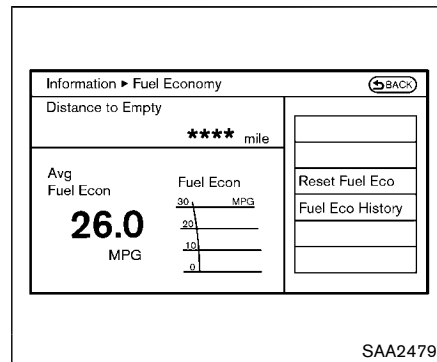 Information ▸ Fuel Economy
BACK
Distance to Empty
**** mile
Avg
Fuel Econ
26.0
MPG
Fuel Econ
30 MPG
20
10
0
Reset Fuel Eco
Fuel Eco History
SAA2479